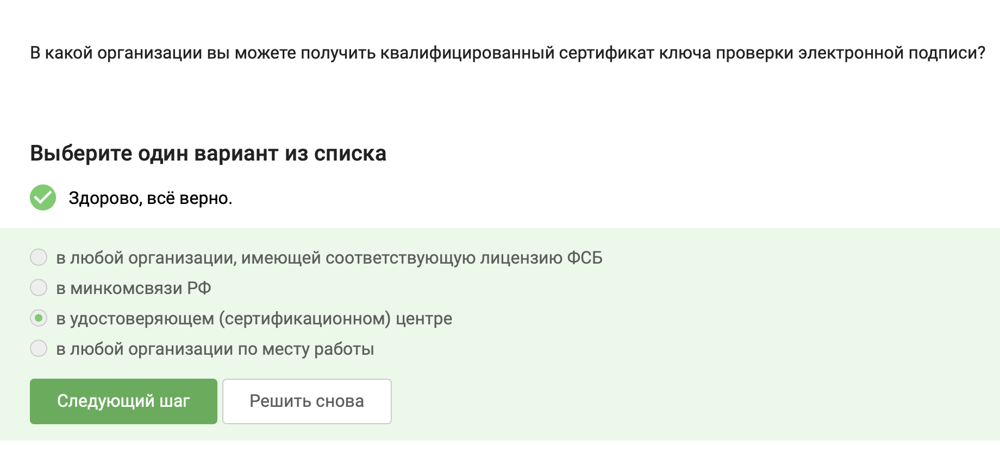 В какой организации вы можете получить квалифицированный сертификат ключа проверки электронной подписи?
Выберите один вариант из списка
Здорово, всё верно.
в любой организации, имеющей соответствующую лицензию ФСБ
в минкомсвязи РФ
в удостоверяющем (сертификационном) центре
в любой организации по месту работы
Следующий шаг
Решить снова